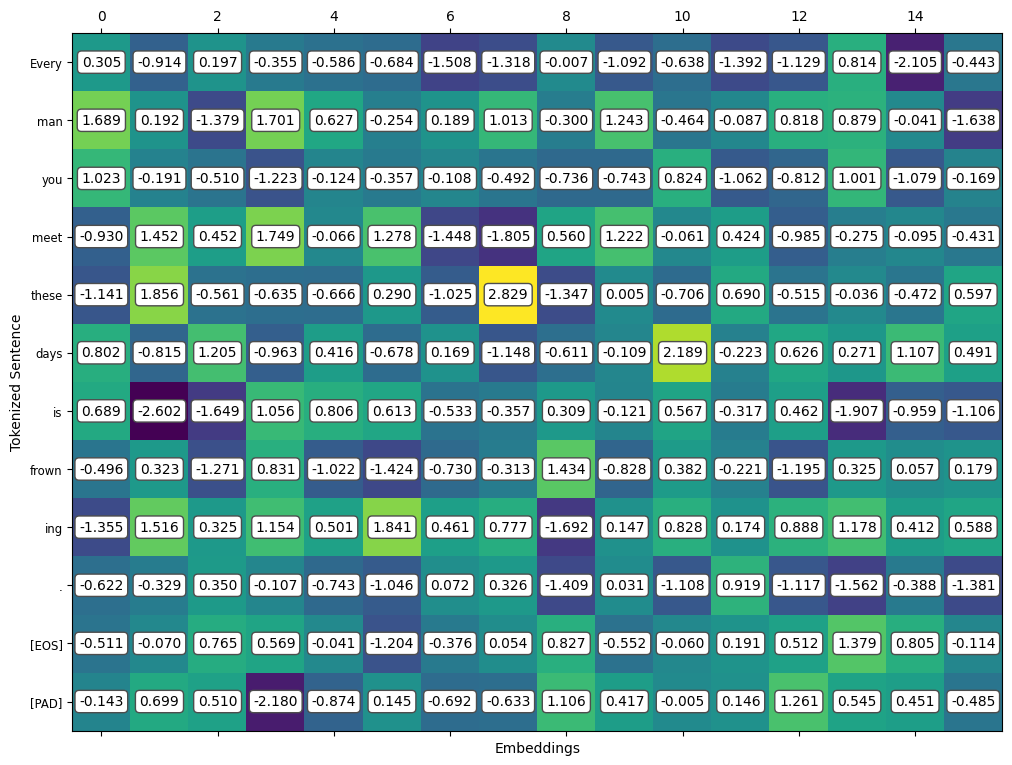 0 2 4 6 8 10 12 14
Every 0.305 -0.914 0.197 -0.355 -0.586 -0.684 -1.508 -1.318 -0.007 -1.092 -0.638 -1.392 -1.129 0.814 -2.105 -0.443
man 1.689 0.192 -1.379 1.701 0.627 -0.254 0.189 1.013 -0.300 1.243 -0.464 -0.087 0.818 0.879 -0.041 -1.638
you 1.023 -0.191 -0.510 -1.223 -0.124 -0.357 -0.108 -0.492 -0.736 -0.743 0.824 -1.062 -0.812 1.001 -1.079 -0.169
meet -0.930 1.452 0.452 1.749 -0.066 1.278 -1.448 -1.805 0.560 1.222 -0.061 0.424 -0.985 -0.275 -0.095 -0.431
these -1.141 1.856 -0.561 -0.635 -0.666 0.290 -1.025 2.829 -1.347 0.005 -0.706 0.690 -0.515 -0.036 -0.472 0.597
days 0.802 -0.815 1.205 -0.963 0.416 -0.678 0.169 -1.148 -0.611 -0.109 2.189 -0.223 0.626 0.271 1.107 0.491
is 0.689 -2.602 -1.649 1.056 0.806 0.613 -0.533 -0.357 0.309 -0.121 0.567 -0.317 0.462 -1.907 -0.959 -1.106
frown -0.496 0.323 -1.271 0.831 -1.022 -1.424 -0.730 -0.313 1.434 -0.828 0.382 -0.221 -1.195 0.325 0.057 0.179
ing -1.355 1.516 0.325 1.154 0.501 1.841 0.461 0.777 -1.692 0.147 0.828 0.174 0.888 1.178 0.412 0.588
. -0.622 -0.329 0.350 -0.107 -0.743 -1.046 0.072 0.326 -1.409 0.031 -1.108 0.919 -1.117 -1.562 -0.388 -1.381
[EOS] -0.511 -0.070 0.765 0.569 -0.041 -1.204 -0.376 0.054 0.827 -0.552 -0.060 0.191 0.512 1.379 0.805 -0.114
[PAD] -0.143 0.699 0.510 -2.180 -0.874 0.145 -0.692 -0.633 1.106 0.417 -0.005 0.146 1.261 0.545 0.451 -0.485
Tokenized Sentence
Embeddings